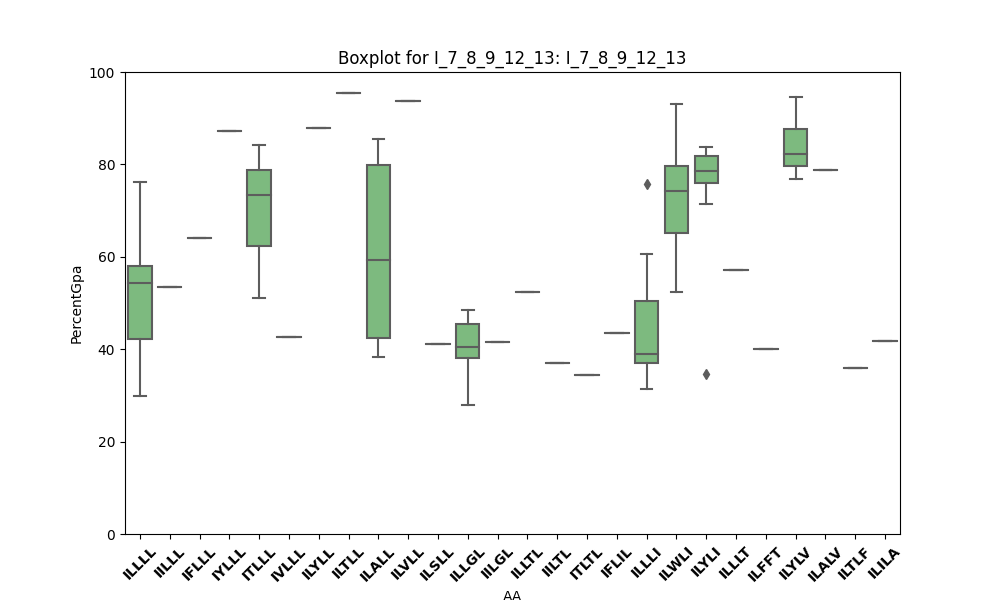 Boxplot for I_7_8_9_12_13: I_7_8_9_12_13
100
80
60
40
20
0
PercentGpa
ILLLL IILLL IFLLL IYLLL ITLLL IVLLL ILYLL ILTLL ILALL ILVLL ILSLL ILLGL IILGL ILLTL IILTL ITLTL IFLIL ILLLI ILWLI ILYLI ILLLT ILFFT ILYLV ILALV ILTLF ILILA
AA